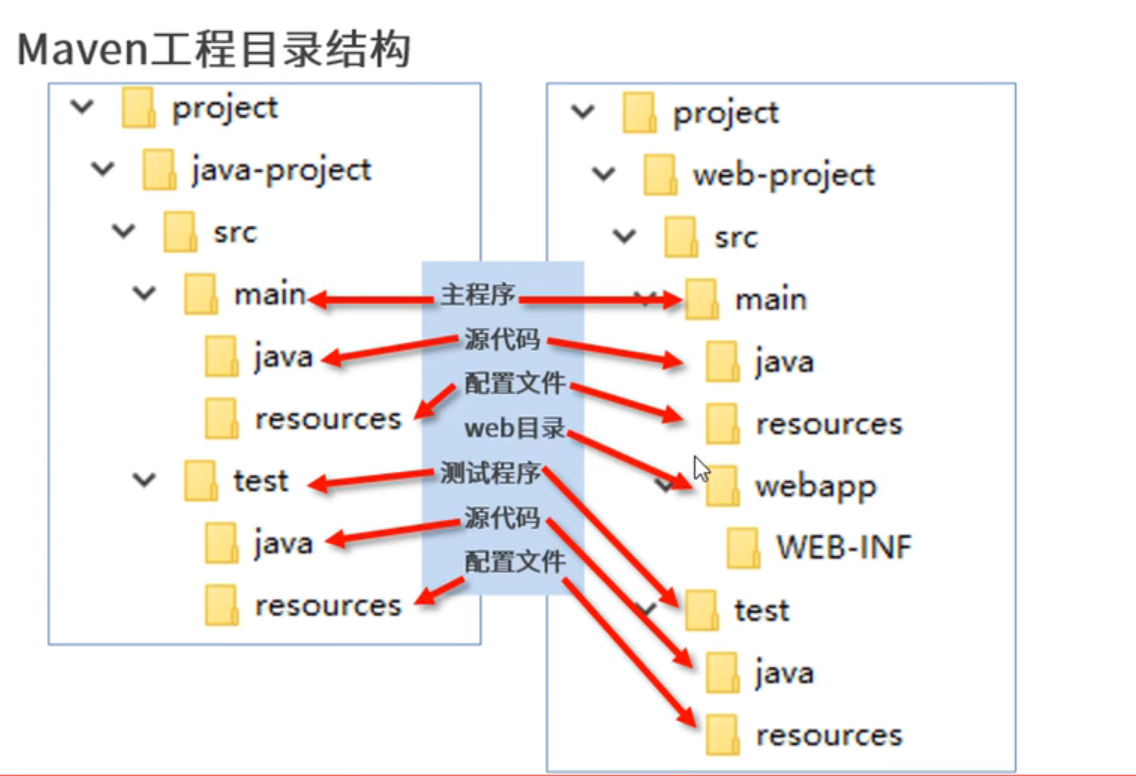 Maven工程目录结构
project
java-project
src
main
java
resources
test
java
resources
主程序
源代码
配置文件
web目录
测试程序
源代码
配置文件
project
web-project
src
main
java
resources
webapp
WEB-INF
test
java
resources